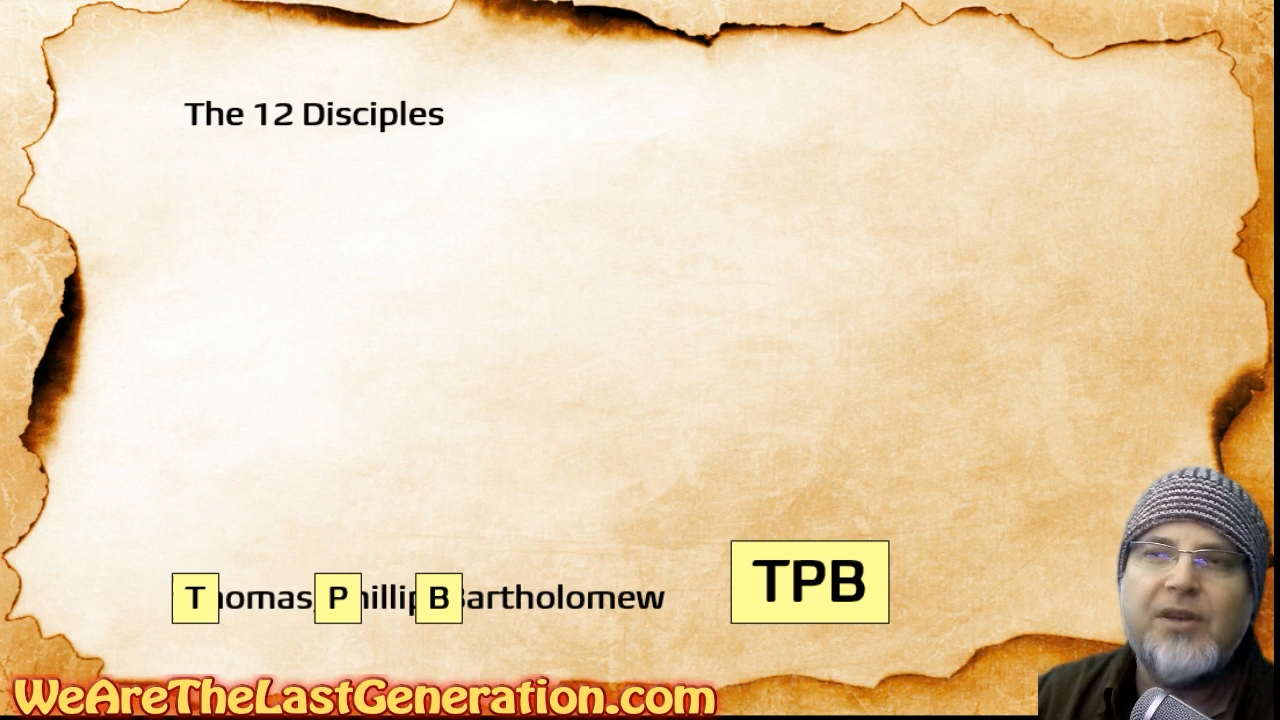 The 12 Disciples
Thomas, Phillip, Bartholomew
TPB
WeAreTheLastGeneration.com